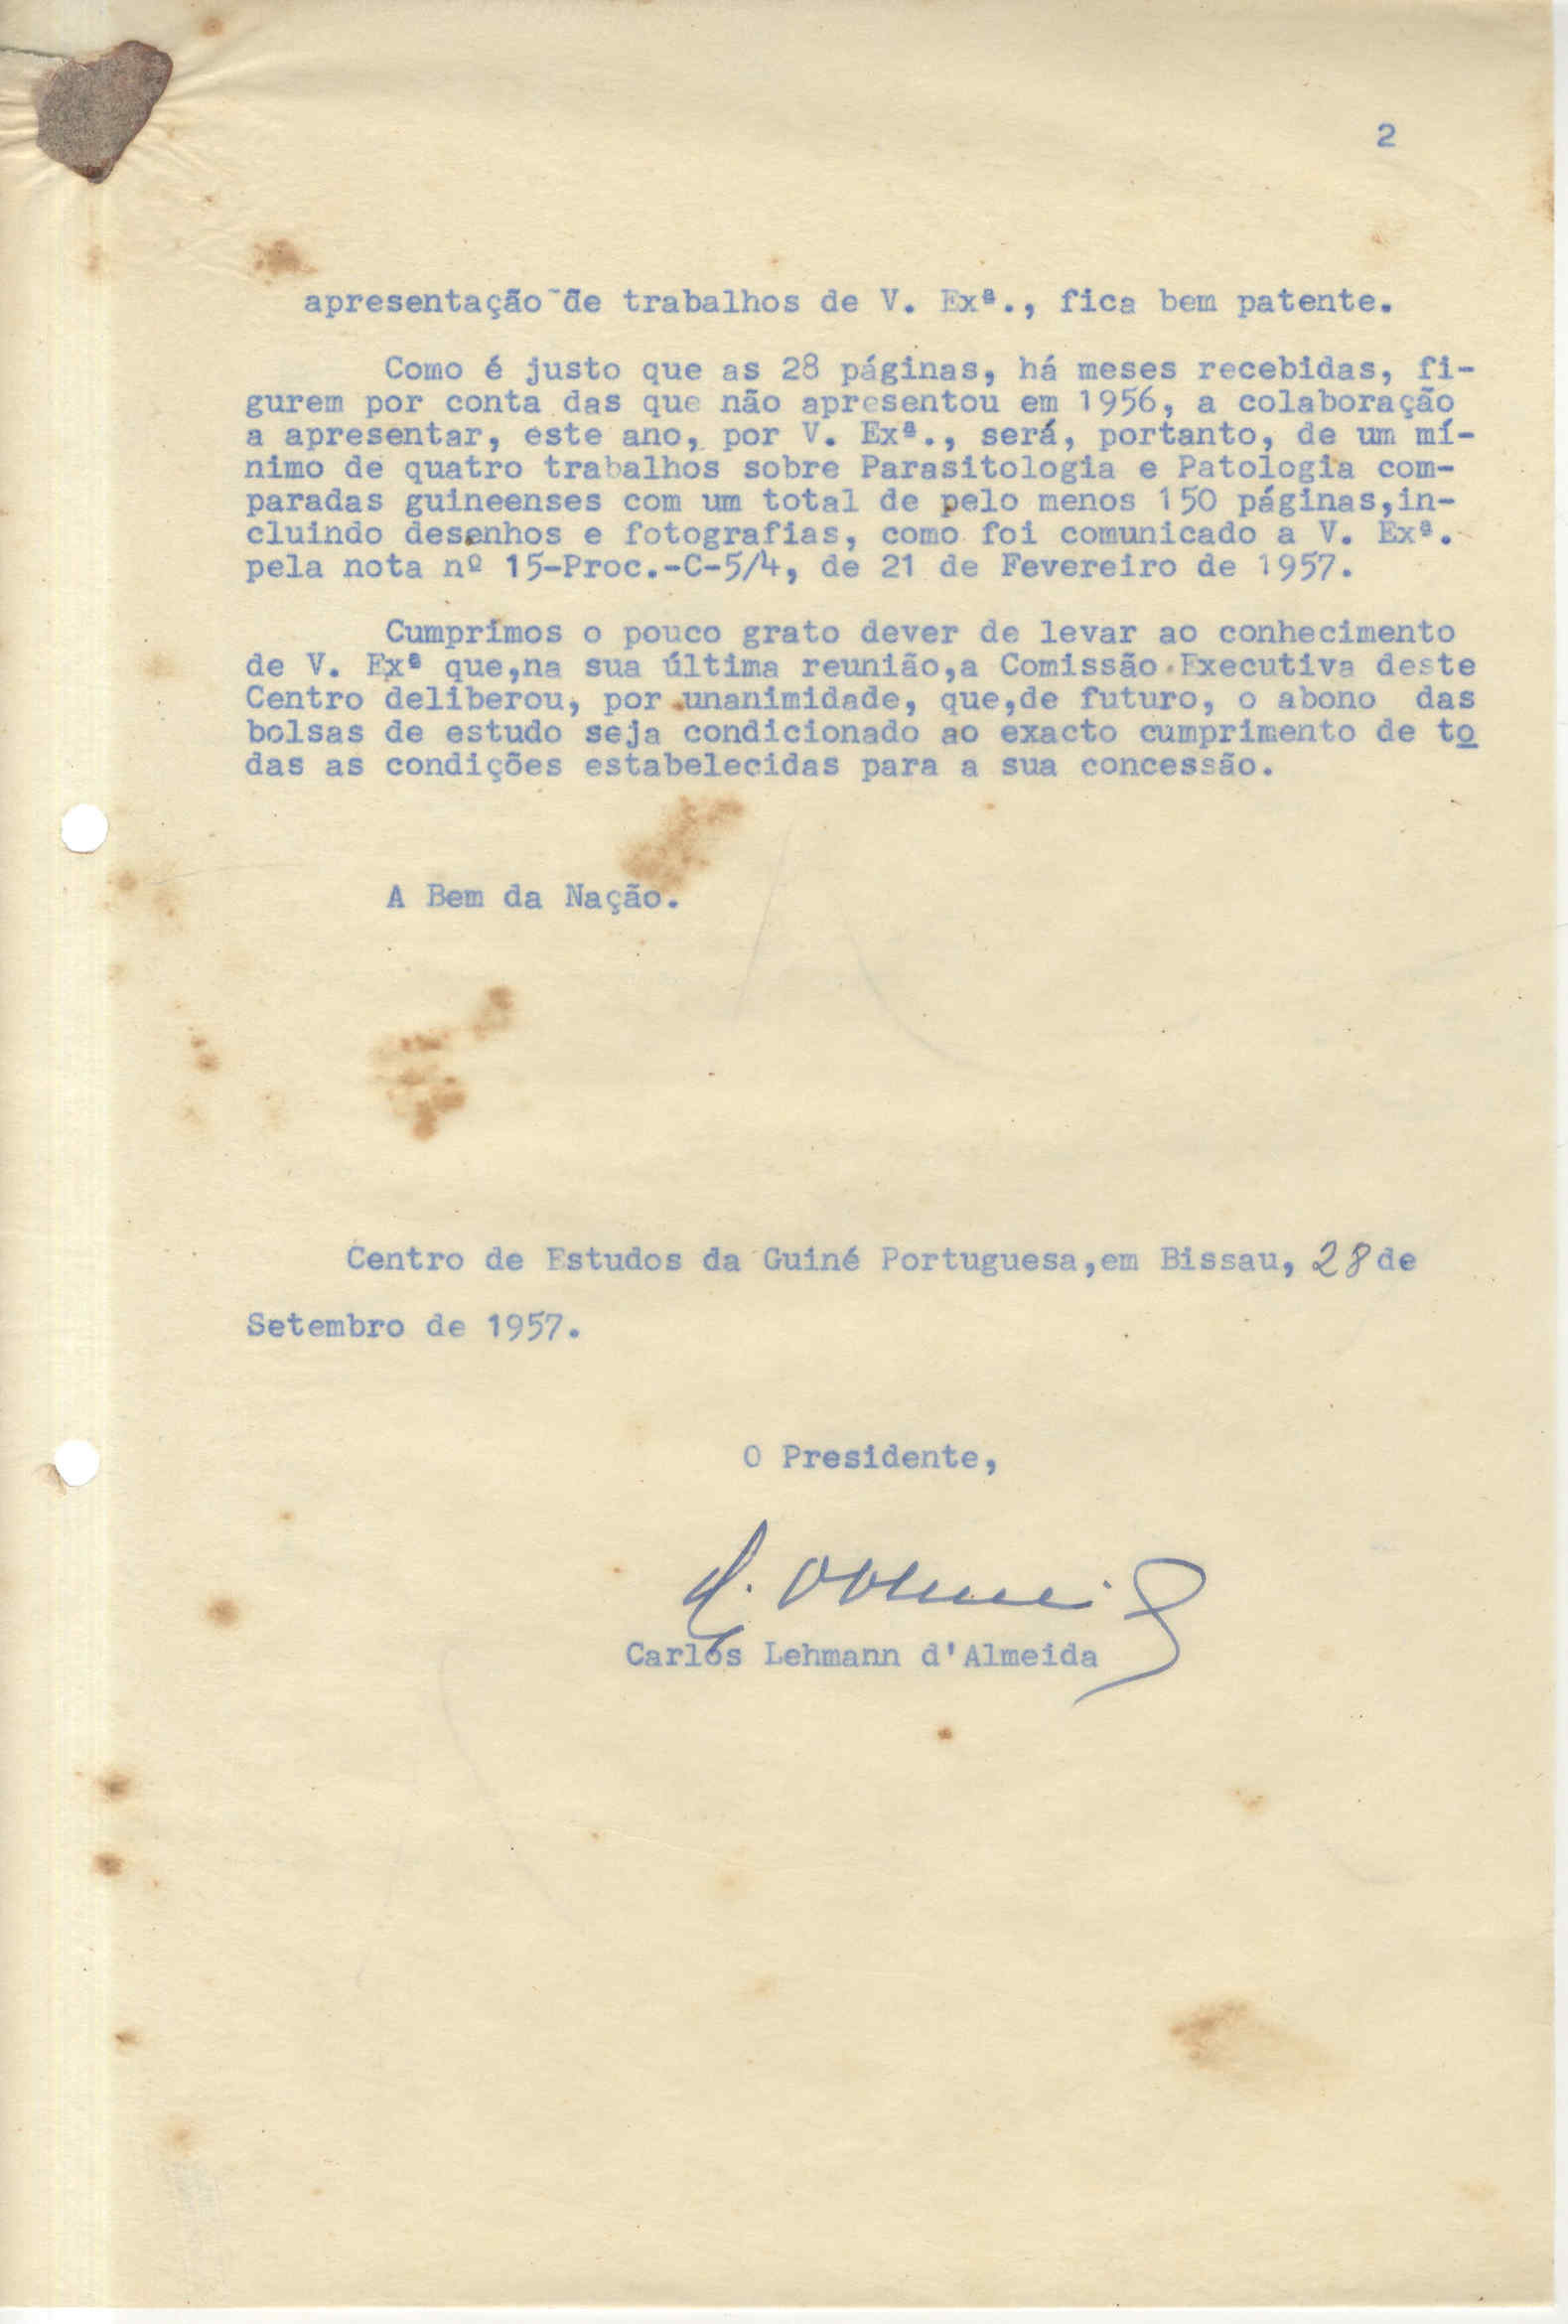 2
apresentação de trabalhos de V. Exª., fica bem patente.
Como é justo que as 28 páginas, há meses recebidas, fi-
gurem por conta das que não apresentou em 1956, a colaboração
a apresentar, este ano, por V. Exª., será, portanto, de um mí-
nimo de quatro trabalhos sobre Parasitologia e Patologia com-
paradas guineenses com um total de pelo menos 150 páginas,in-
cluindo desenhos e fotografias, como foi comunicado a V. Exª.
pela nota nº 15-Proc.-C-5/4, de 21 de Fevereiro de 1957.
Cumprimos o pouco grato dever de levar ao conhecimento
de V. Exª que,na sua última reunião,a Comissão Executiva deste
Centro deliberou, por unanimidade, que,de futuro, o abono das
bolsas de estudo seja condicionado ao exacto cumprimento de to
das as condições estabelecidas para a sua concessão.
A Bem da Nação.
Centro de Estudos da Guiné Portuguesa,em Bissau, 28 de
Setembro de 1957.
O Presidente,
Carlos Lehmann d'Almeida